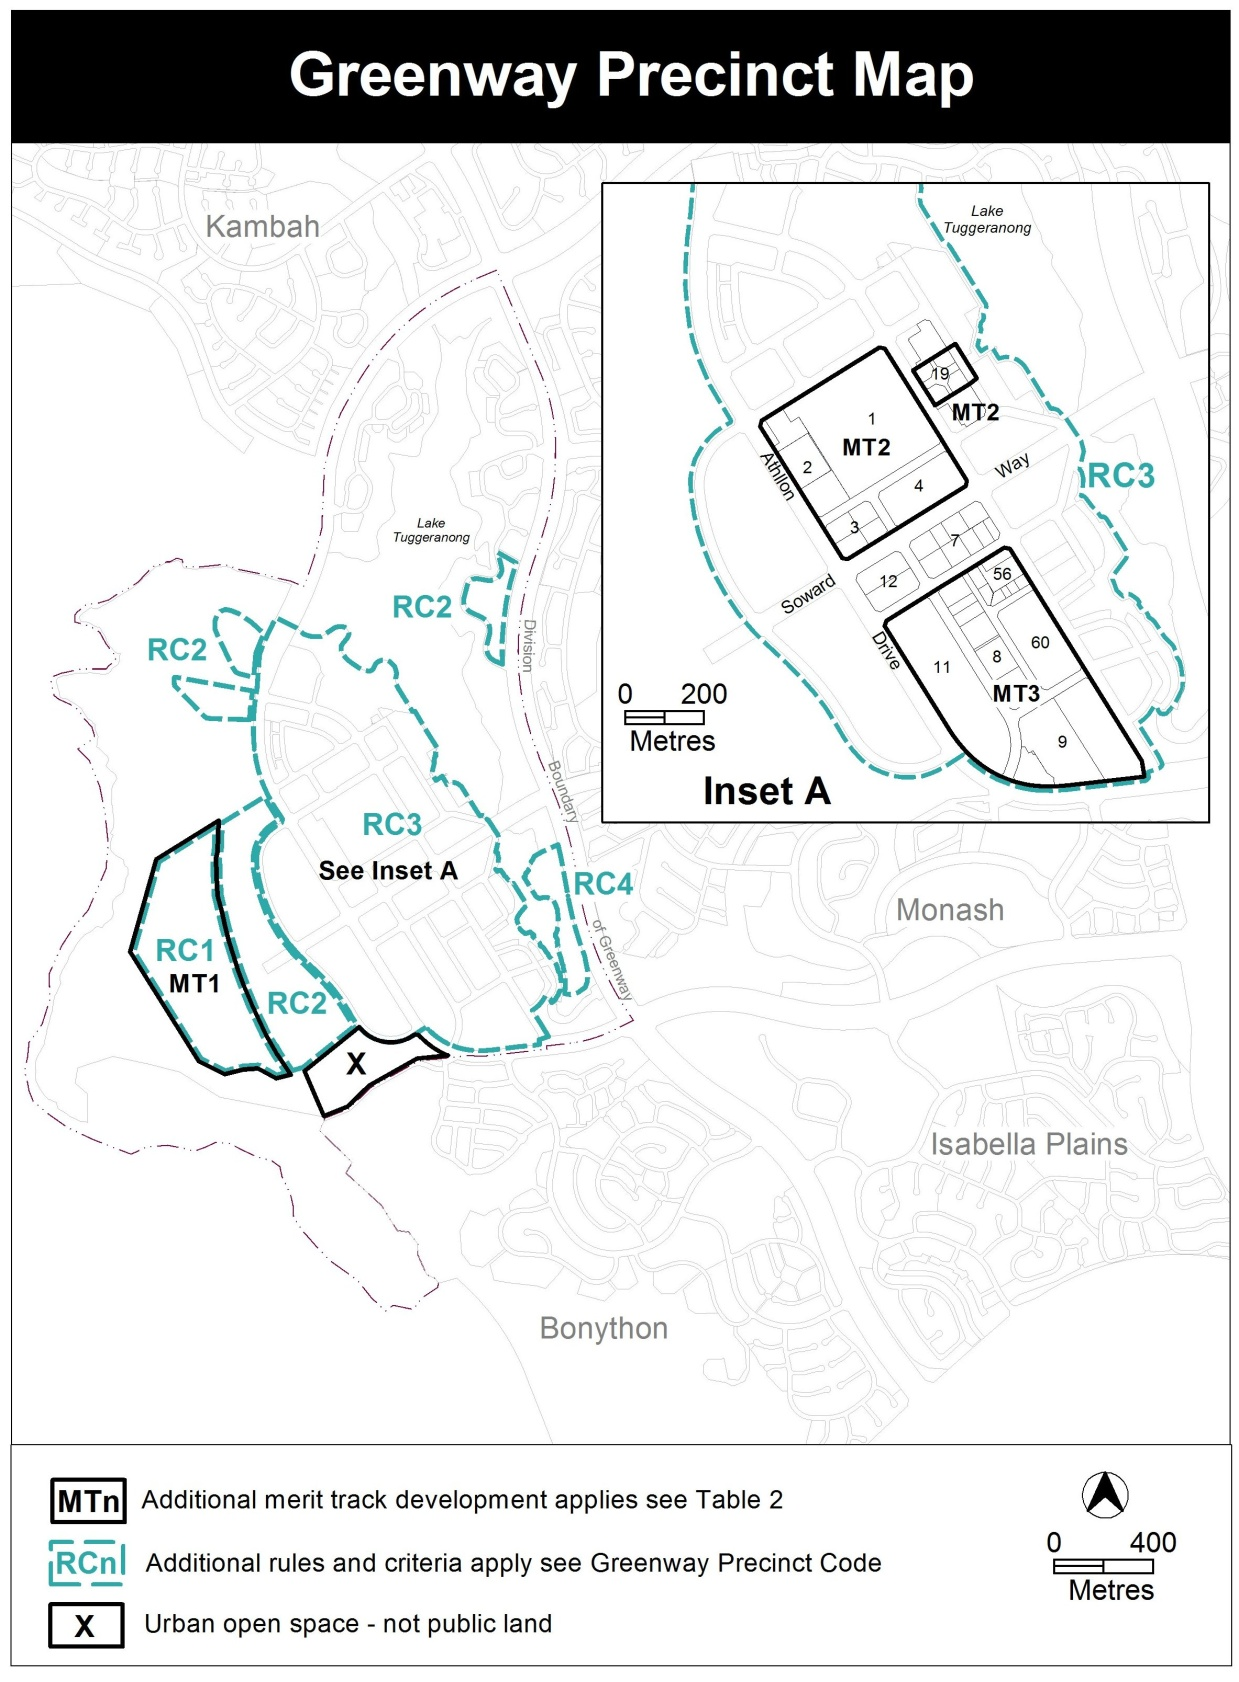 Greenway Precinct Map
Kambah
Lake
Tuggeranong
RC2
RC2
Division
Boundary
of Greenway
RC3
See Inset A
RC4
RC1
MT1
RC2
X
Monash
Isabella Plains
Bonython
Lake
Tuggeranong
19
MT2
1
MT2
2
4
3
Athllon
Way
RC3
7
12
Soward
56
Drive
60
11
8
MT3
9
0 200
Metres
Inset A
MTn Additional merit track development applies see Table 2
RCn Additional rules and criteria apply see Greenway Precinct Code
X Urban open space - not public land
0 400
Metres